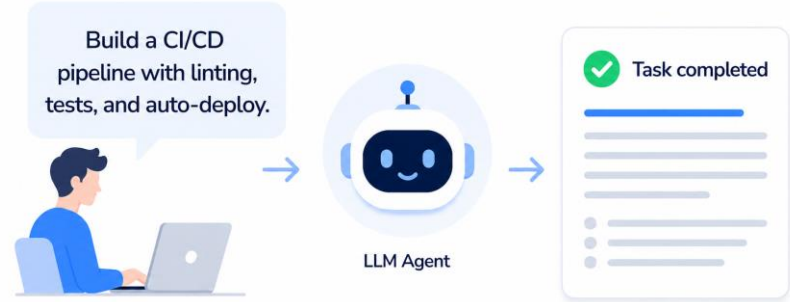 Build a CI/CD
pipeline with linting,
tests, and auto-deploy.
LLM Agent
Task completed